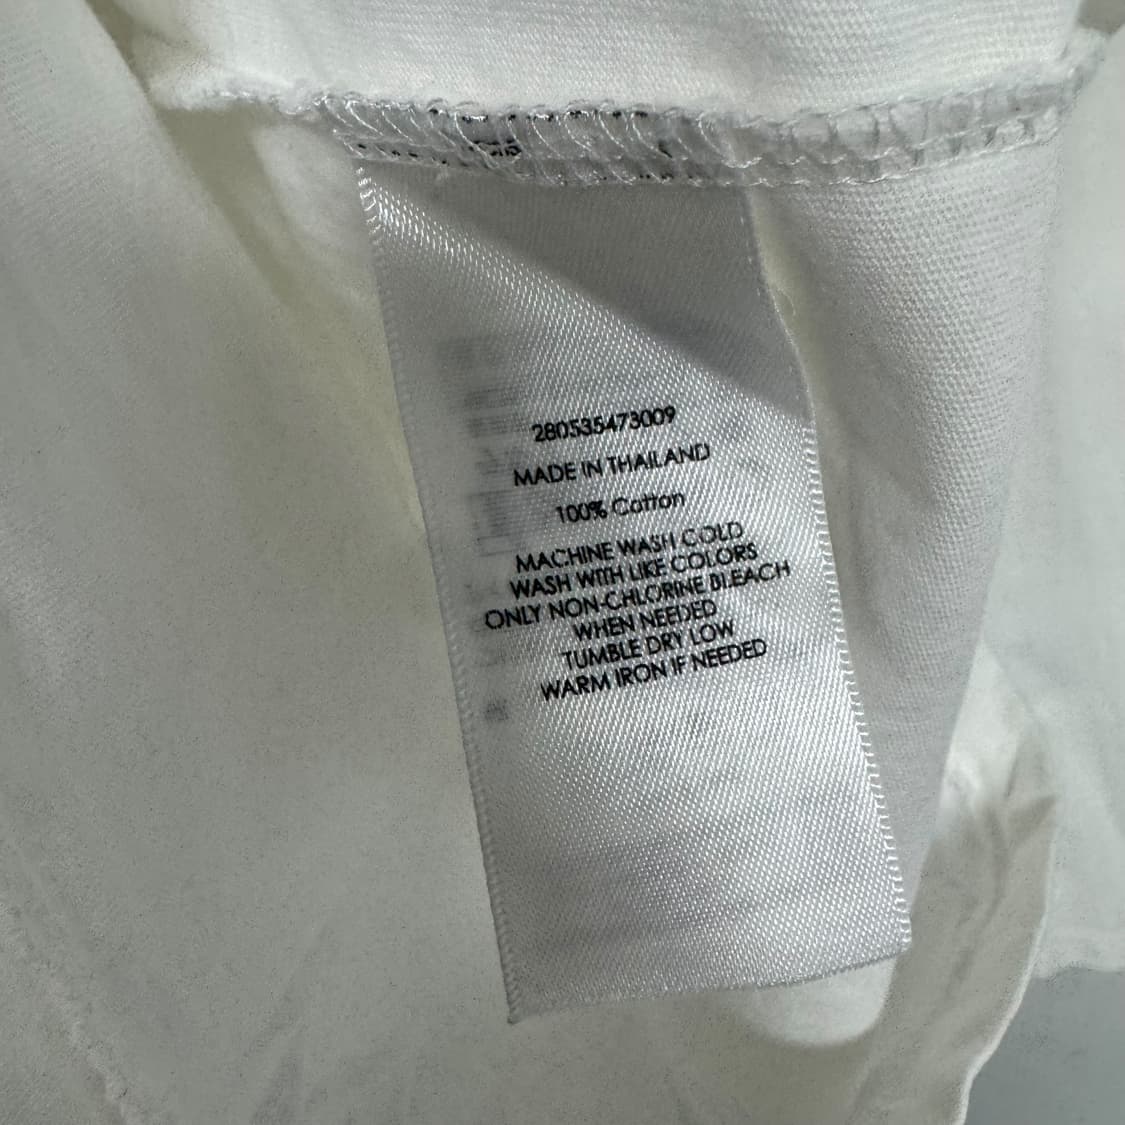 280535473009
MADE IN THAILAND
100% Cotton
MACHINE WASH COLD
WASH WITH LIKE COLORS
ONLY NON-CHLORINE BLEACH
WHEN NEEDED
TUMBLE DRY LOW
WARM IRON IF NEEDED